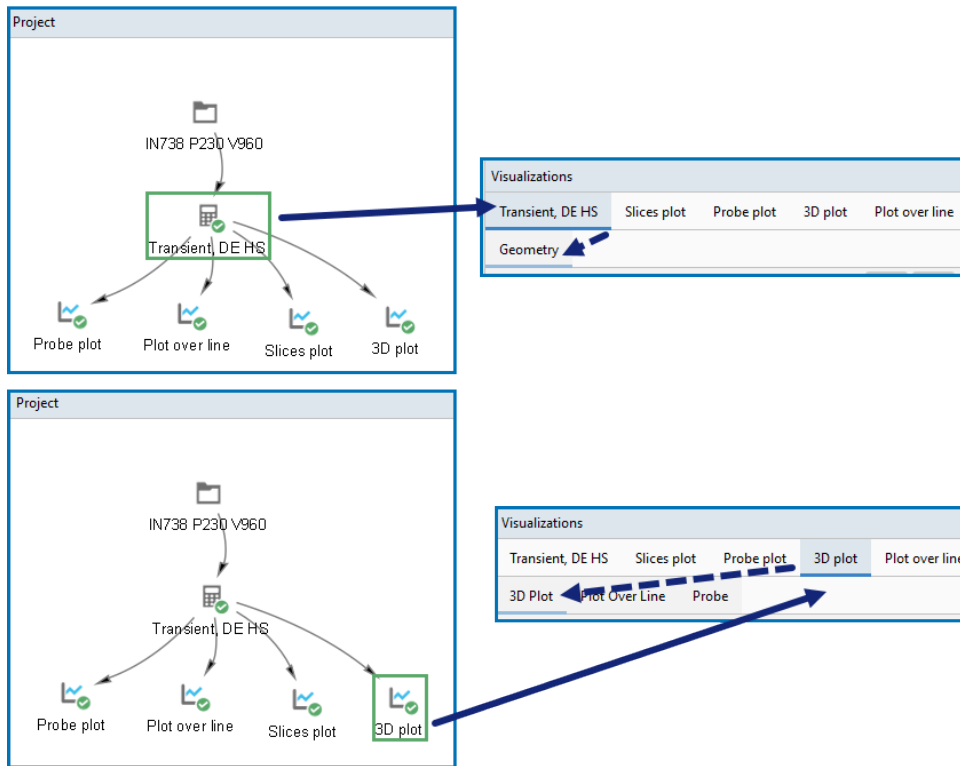 Project
IN738 P230 V960
Transient, DE HS
Probe plot
Plot over line
Slices plot
3D plot
Visualizations
Transient, DE HS Slices plot Probe plot 3D plot Plot over line
Geometry
Project
IN738 P230 V960
Transient, DE HS
Probe plot
Plot over line
Slices plot
3D plot
Visualizations
Transient, DE HS Slices plot Probe plot 3D plot Plot over line
3D Plot Plot Over Line Probe